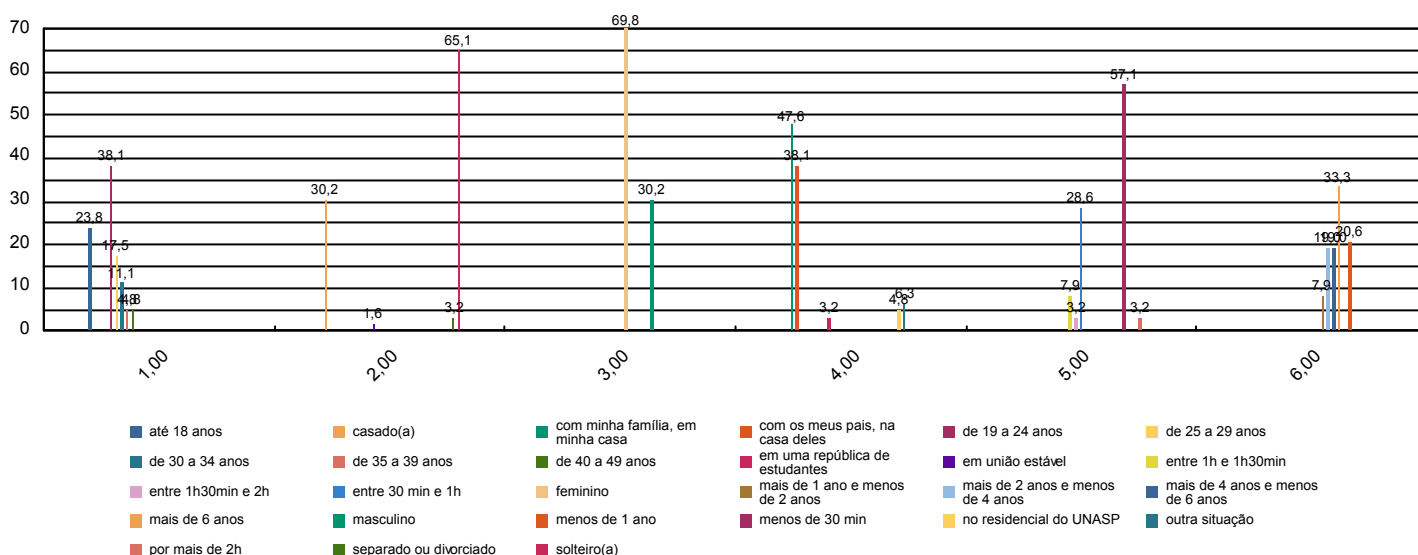 70
60
50
40
30
20
10
0
69,8
65,1
57,1
47,6
38,1
38,1
33,3
30,2
30,2
28,6
23,8
20,6
19,0
19,0
17,5
11,1
4,8
4,8
1,6
3,2
3,2
4,8
6,3
7,9
3,2
3,2
7,9
1,00
2,00
3,00
4,00
5,00
6,00
até 18 anos
casado(a)
com minha família, em
minha casa
com os meus pais, na
casa deles
de 19 a 24 anos
de 25 a 29 anos
de 30 a 34 anos
de 35 a 39 anos
de 40 a 49 anos
em uma república de
estudantes
em união estável
entre 1h e 1h30min
entre 1h30min e 2h
entre 30 min e 1h
feminino
mais de 1 ano e menos
de 2 anos
mais de 2 anos e menos
de 4 anos
mais de 4 anos e menos
de 6 anos
mais de 6 anos
masculino
menos de 1 ano
menos de 30 min
no residencial do UNASP
outra situação
por mais de 2h
separado ou divorciado
solteiro(a)